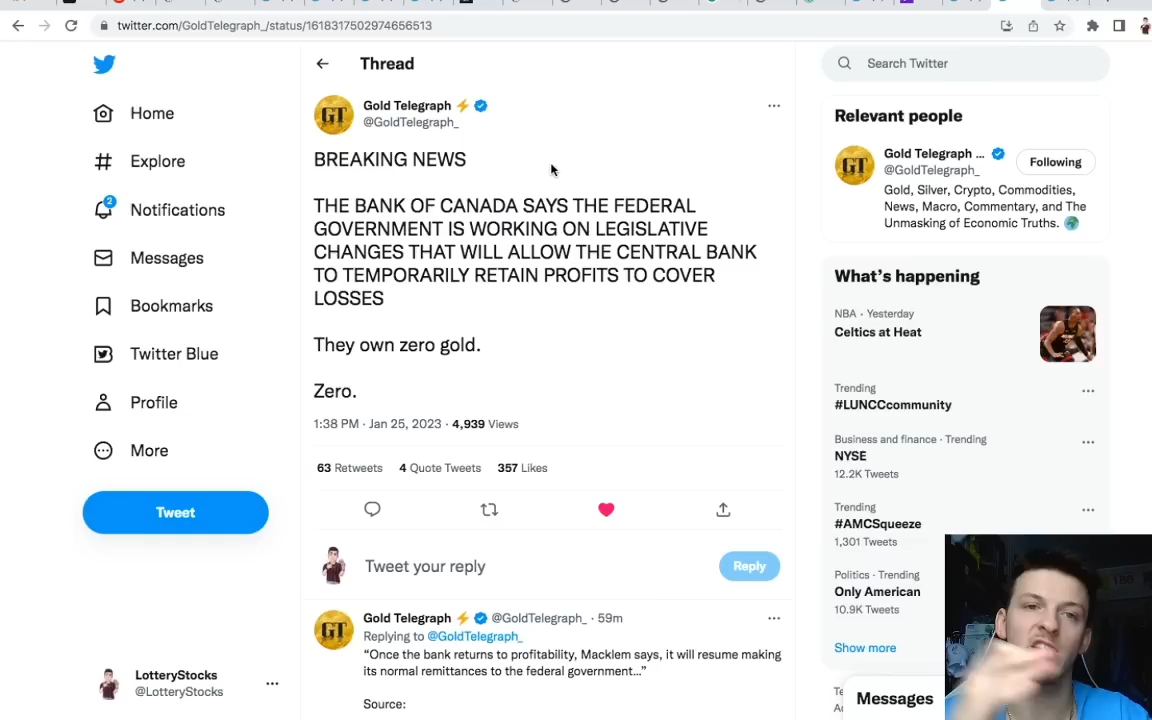 twitter.com/GoldTelegraph_/status/1618317502974656513
Home
Explore
2
Notifications
Messages
Bookmarks
Twitter Blue
Profile
More
Tweet
LotteryStocks
@LotteryStocks
Thread
GT
Gold Telegraph
@GoldTelegraph_
BREAKING NEWS
THE BANK OF CANADA SAYS THE FEDERAL
GOVERNMENT IS WORKING ON LEGISLATIVE
CHANGES THAT WILL ALLOW THE CENTRAL BANK
TO TEMPORARILY RETAIN PROFITS TO COVER
LOSSES
They own zero gold.
Zero.
1:38 PM · Jan 25, 2023 · 4,939 Views
63 Retweets 4 Quote Tweets 357 Likes
Tweet your reply
Reply
GT
Gold Telegraph @GoldTelegraph_ · 59m
Replying to @GoldTelegraph_
“Once the bank returns to profitability, Macklem says, it will resume making
its normal remittances to the federal government...”
Source:
Search Twitter
Relevant people
GT
Gold Telegraph ...
@GoldTelegraph_
Following
Gold, Silver, Crypto, Commodities,
News, Macro, Commentary, and The
Unmasking of Economic Truths.
What's happening
NBA · Yesterday
Celtics at Heat
Trending
#LUNCCcommunity
Business and finance · Trending
NYSE
12.2K Tweets
Trending
#AMCSqueeze
1,301 Tweets
Politics · Trending
Only American
10.9K Tweets
Show more
Messages